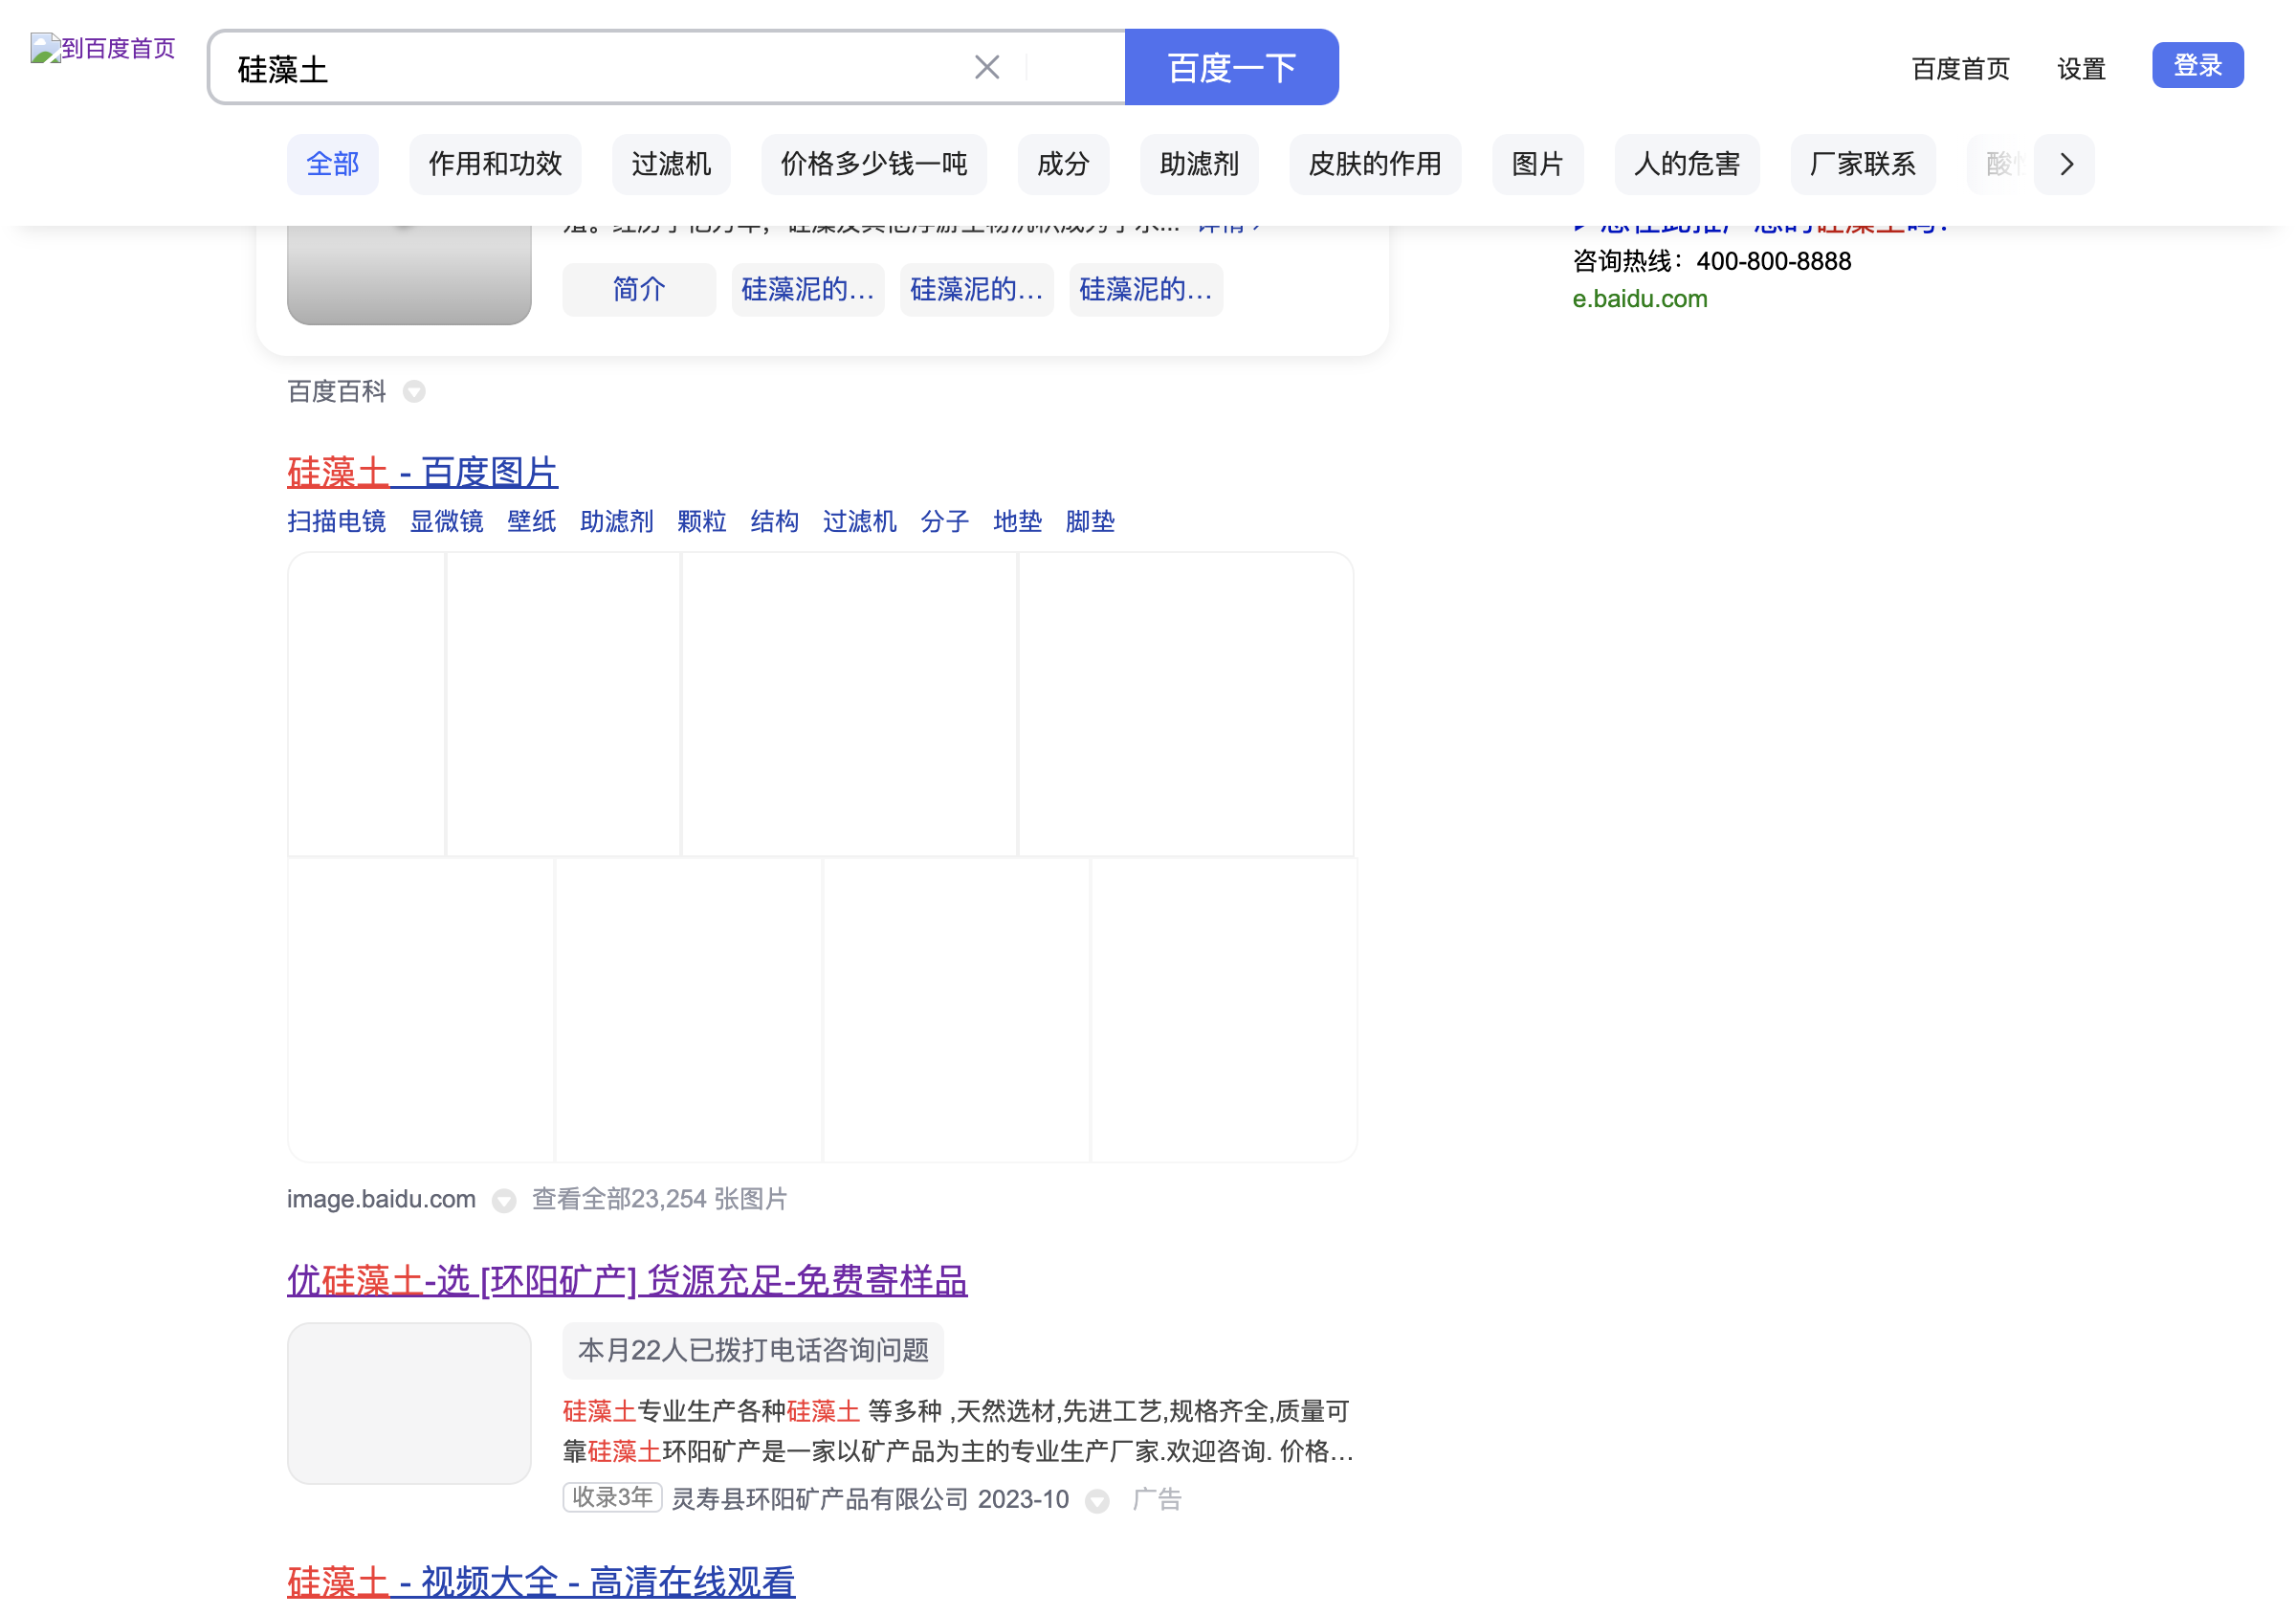 到百度首页
硅藻土
百度一下
百度首页 设置 登录
全部 作用和功效 过滤机 价格多少钱一吨 成分 助滤剂 皮肤的作用 图片 人的危害 厂家联系
咨询热线：400-800-8888
e.baidu.com
简介 硅藻泥的... 硅藻泥的... 硅藻泥的...
百度百科
硅藻土 - 百度图片
扫描电镜 显微镜 壁纸 助滤剂 颗粒 结构 过滤机 分子 地垫 脚垫
image.baidu.com 查看全部23,254 张图片
优硅藻土-选 [环阳矿产] 货源充足-免费寄样品
本月22人已拨打电话咨询问题
硅藻土专业生产各种硅藻土 等多种 ,天然选材,先进工艺,规格齐全,质量可
靠硅藻土环阳矿产是一家以矿产品为主的专业生产厂家.欢迎咨询. 价格...
收录3年 灵寿县环阳矿产品有限公司 2023-10 广告
硅藻土 - 视频大全 - 高清在线观看